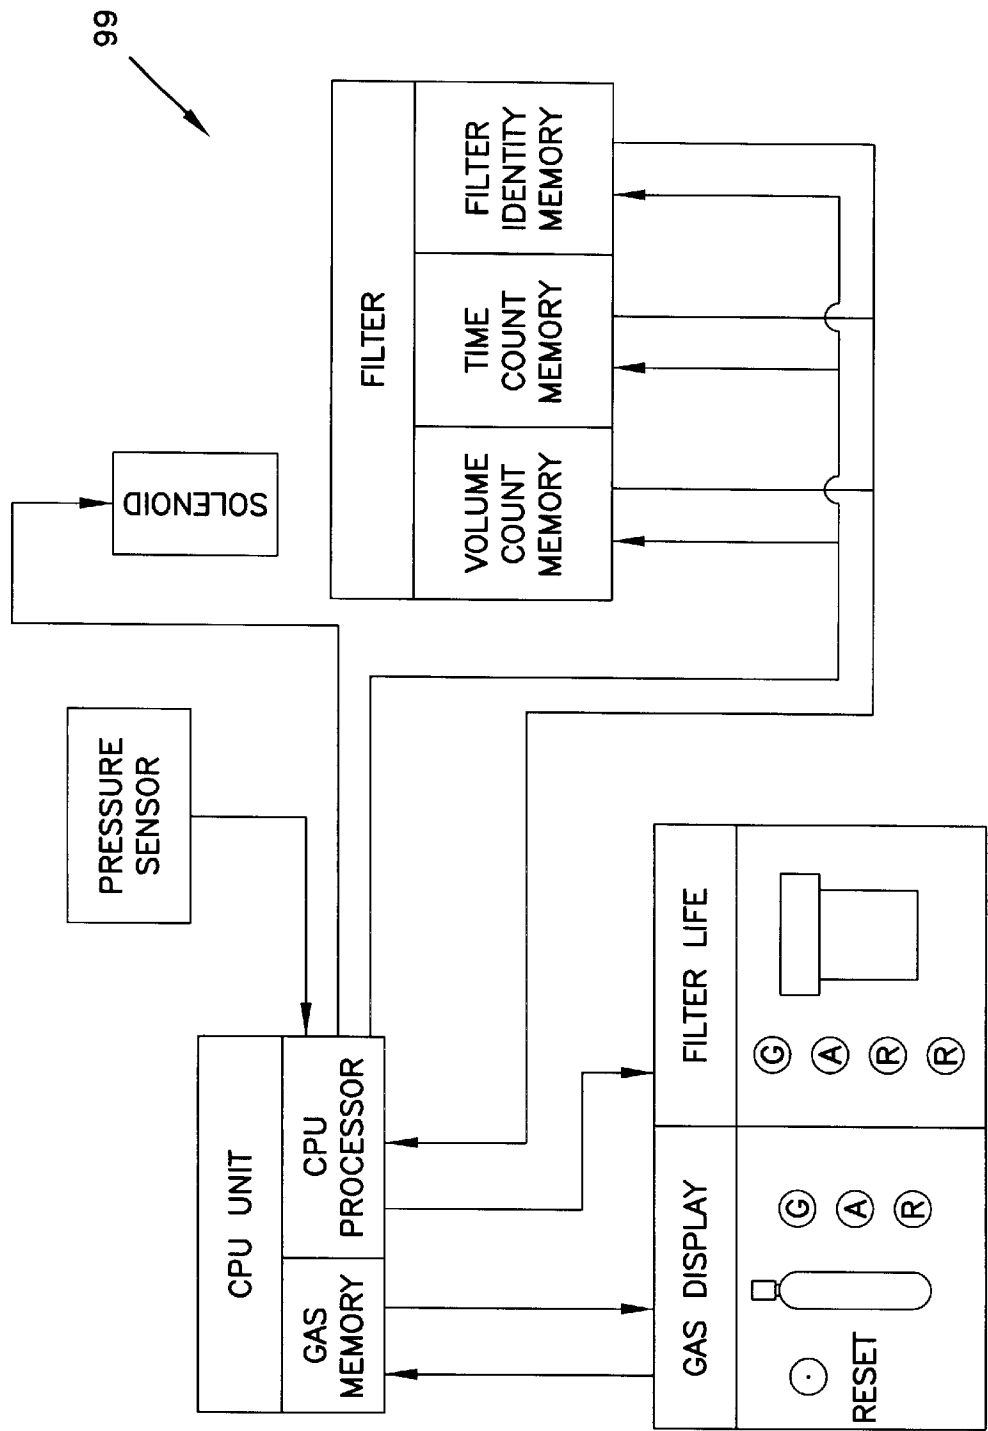 99
PRESSURE
SENSOR
SOLENOID
CPU UNIT
GAS
MEMORY
CPU
PROCESSOR
FILTER
VOLUME
COUNT
MEMORY
TIME
COUNT
MEMORY
FILTER
IDENTITY
MEMORY
GAS DISPLAY
RESET
G
A
R
FILTER LIFE
G
A
R
R